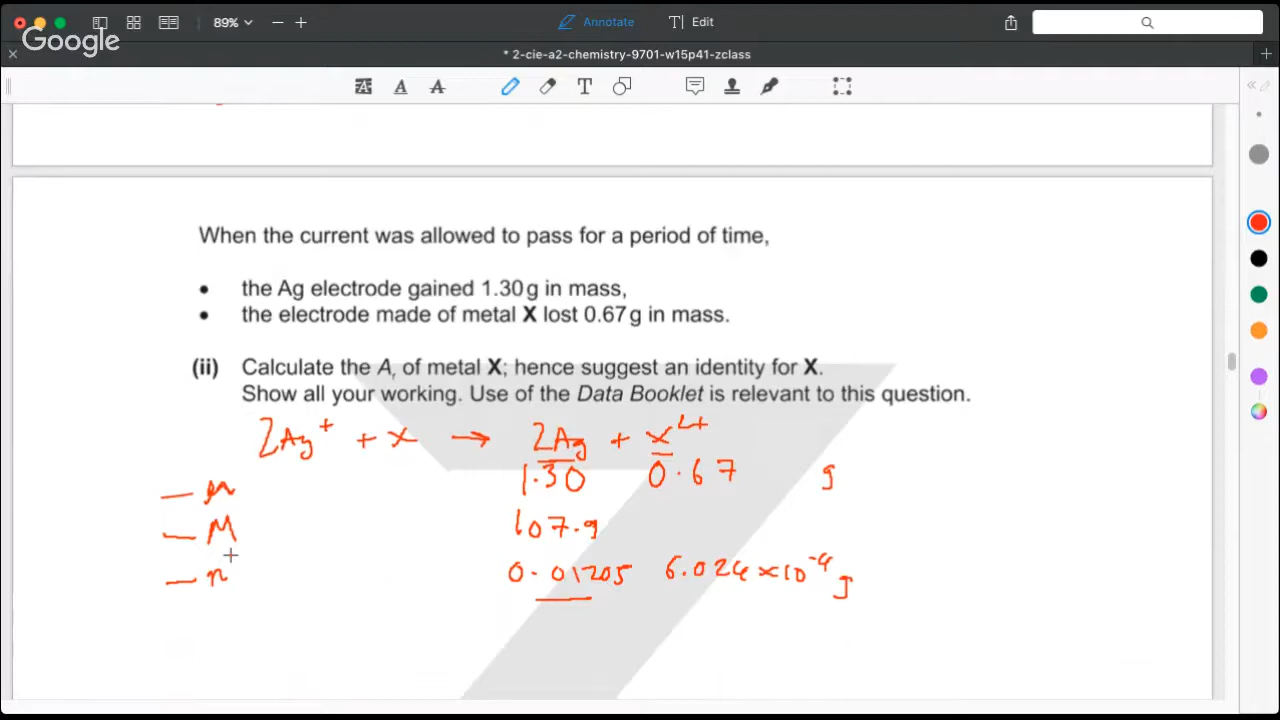 89%
Annotate
T| Edit
Google
* 2-cie-a2-chemistry-9701-w15p41-zclass
When the current was allowed to pass for a period of time,
• the Ag electrode gained 1.30 g in mass,
• the electrode made of metal X lost 0.67 g in mass.
(ii) Calculate the Ar of metal X; hence suggest an identity for X.
Show all your working. Use of the Data Booklet is relevant to this question.
2Ag⁺ + x → 2Ag + x²⁺
— m 1.30 0.67 g
— M 107.9
— n 0.01205 6.024×10⁻⁴ g